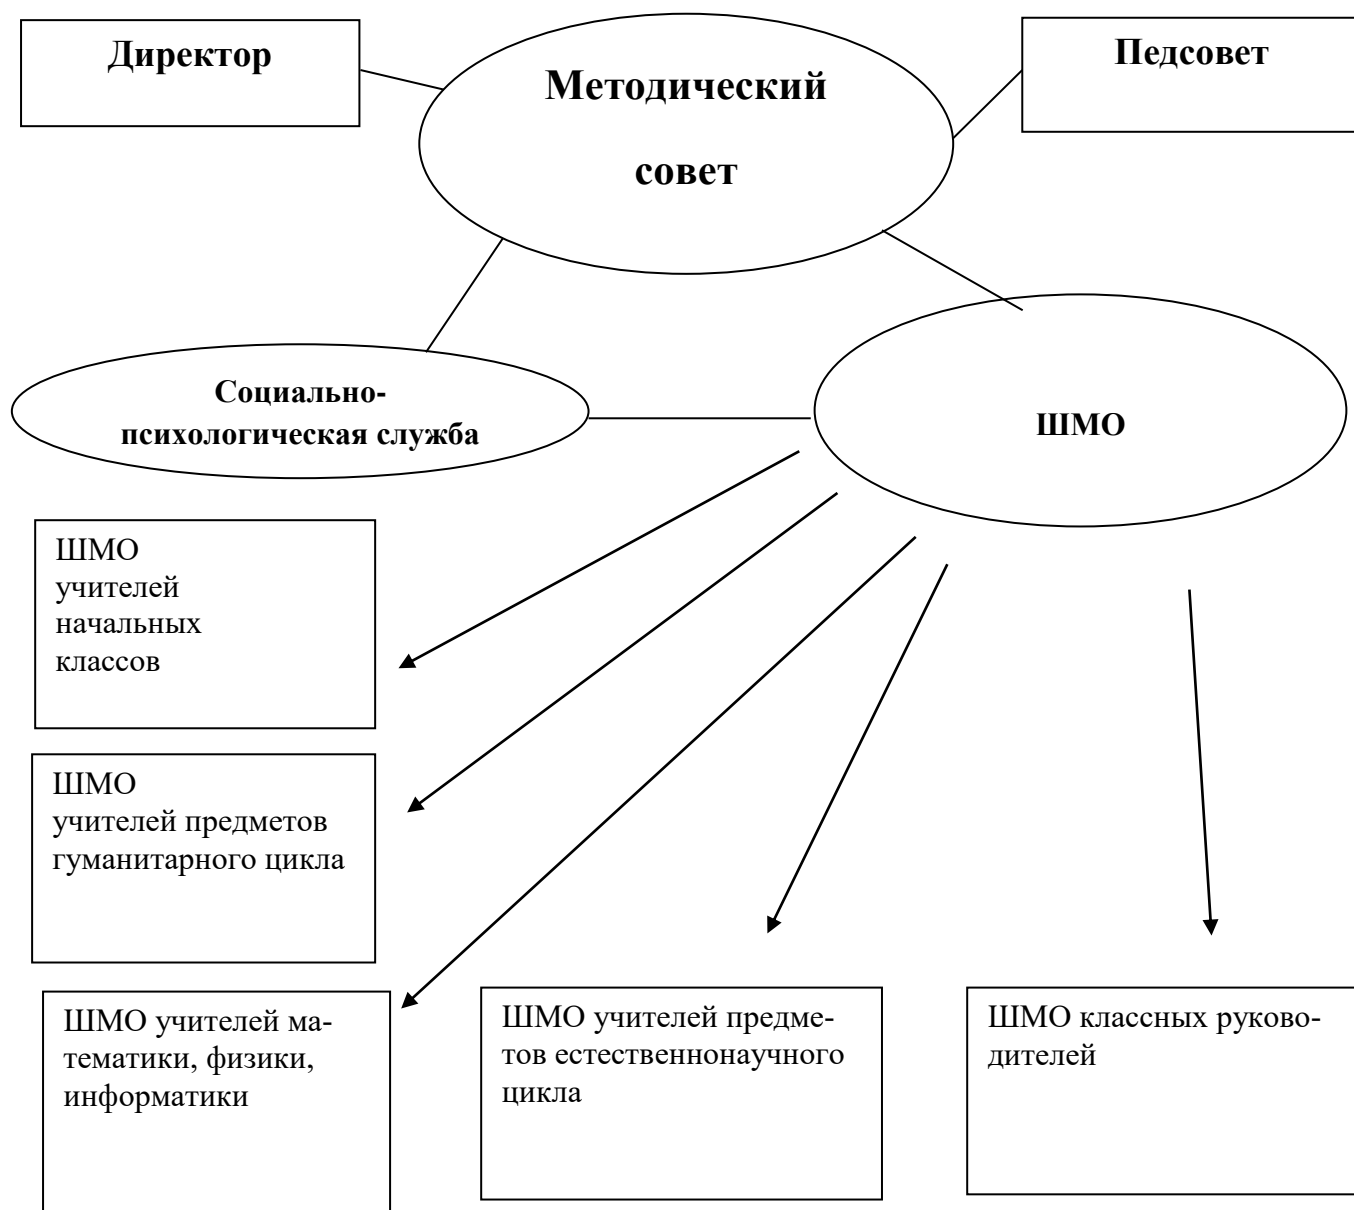 Директор
Методический
совет
Педсовет
Социально-
психологическая служба
ШМО
ШМО
учителей
начальных
классов
ШМО
учителей предметов
гуманитарного цикла
ШМО учителей ма-
тематики, физики,
информатики
ШМО учителей предме-
тов естественнонаучного
цикла
ШМО классных руково-
дителей